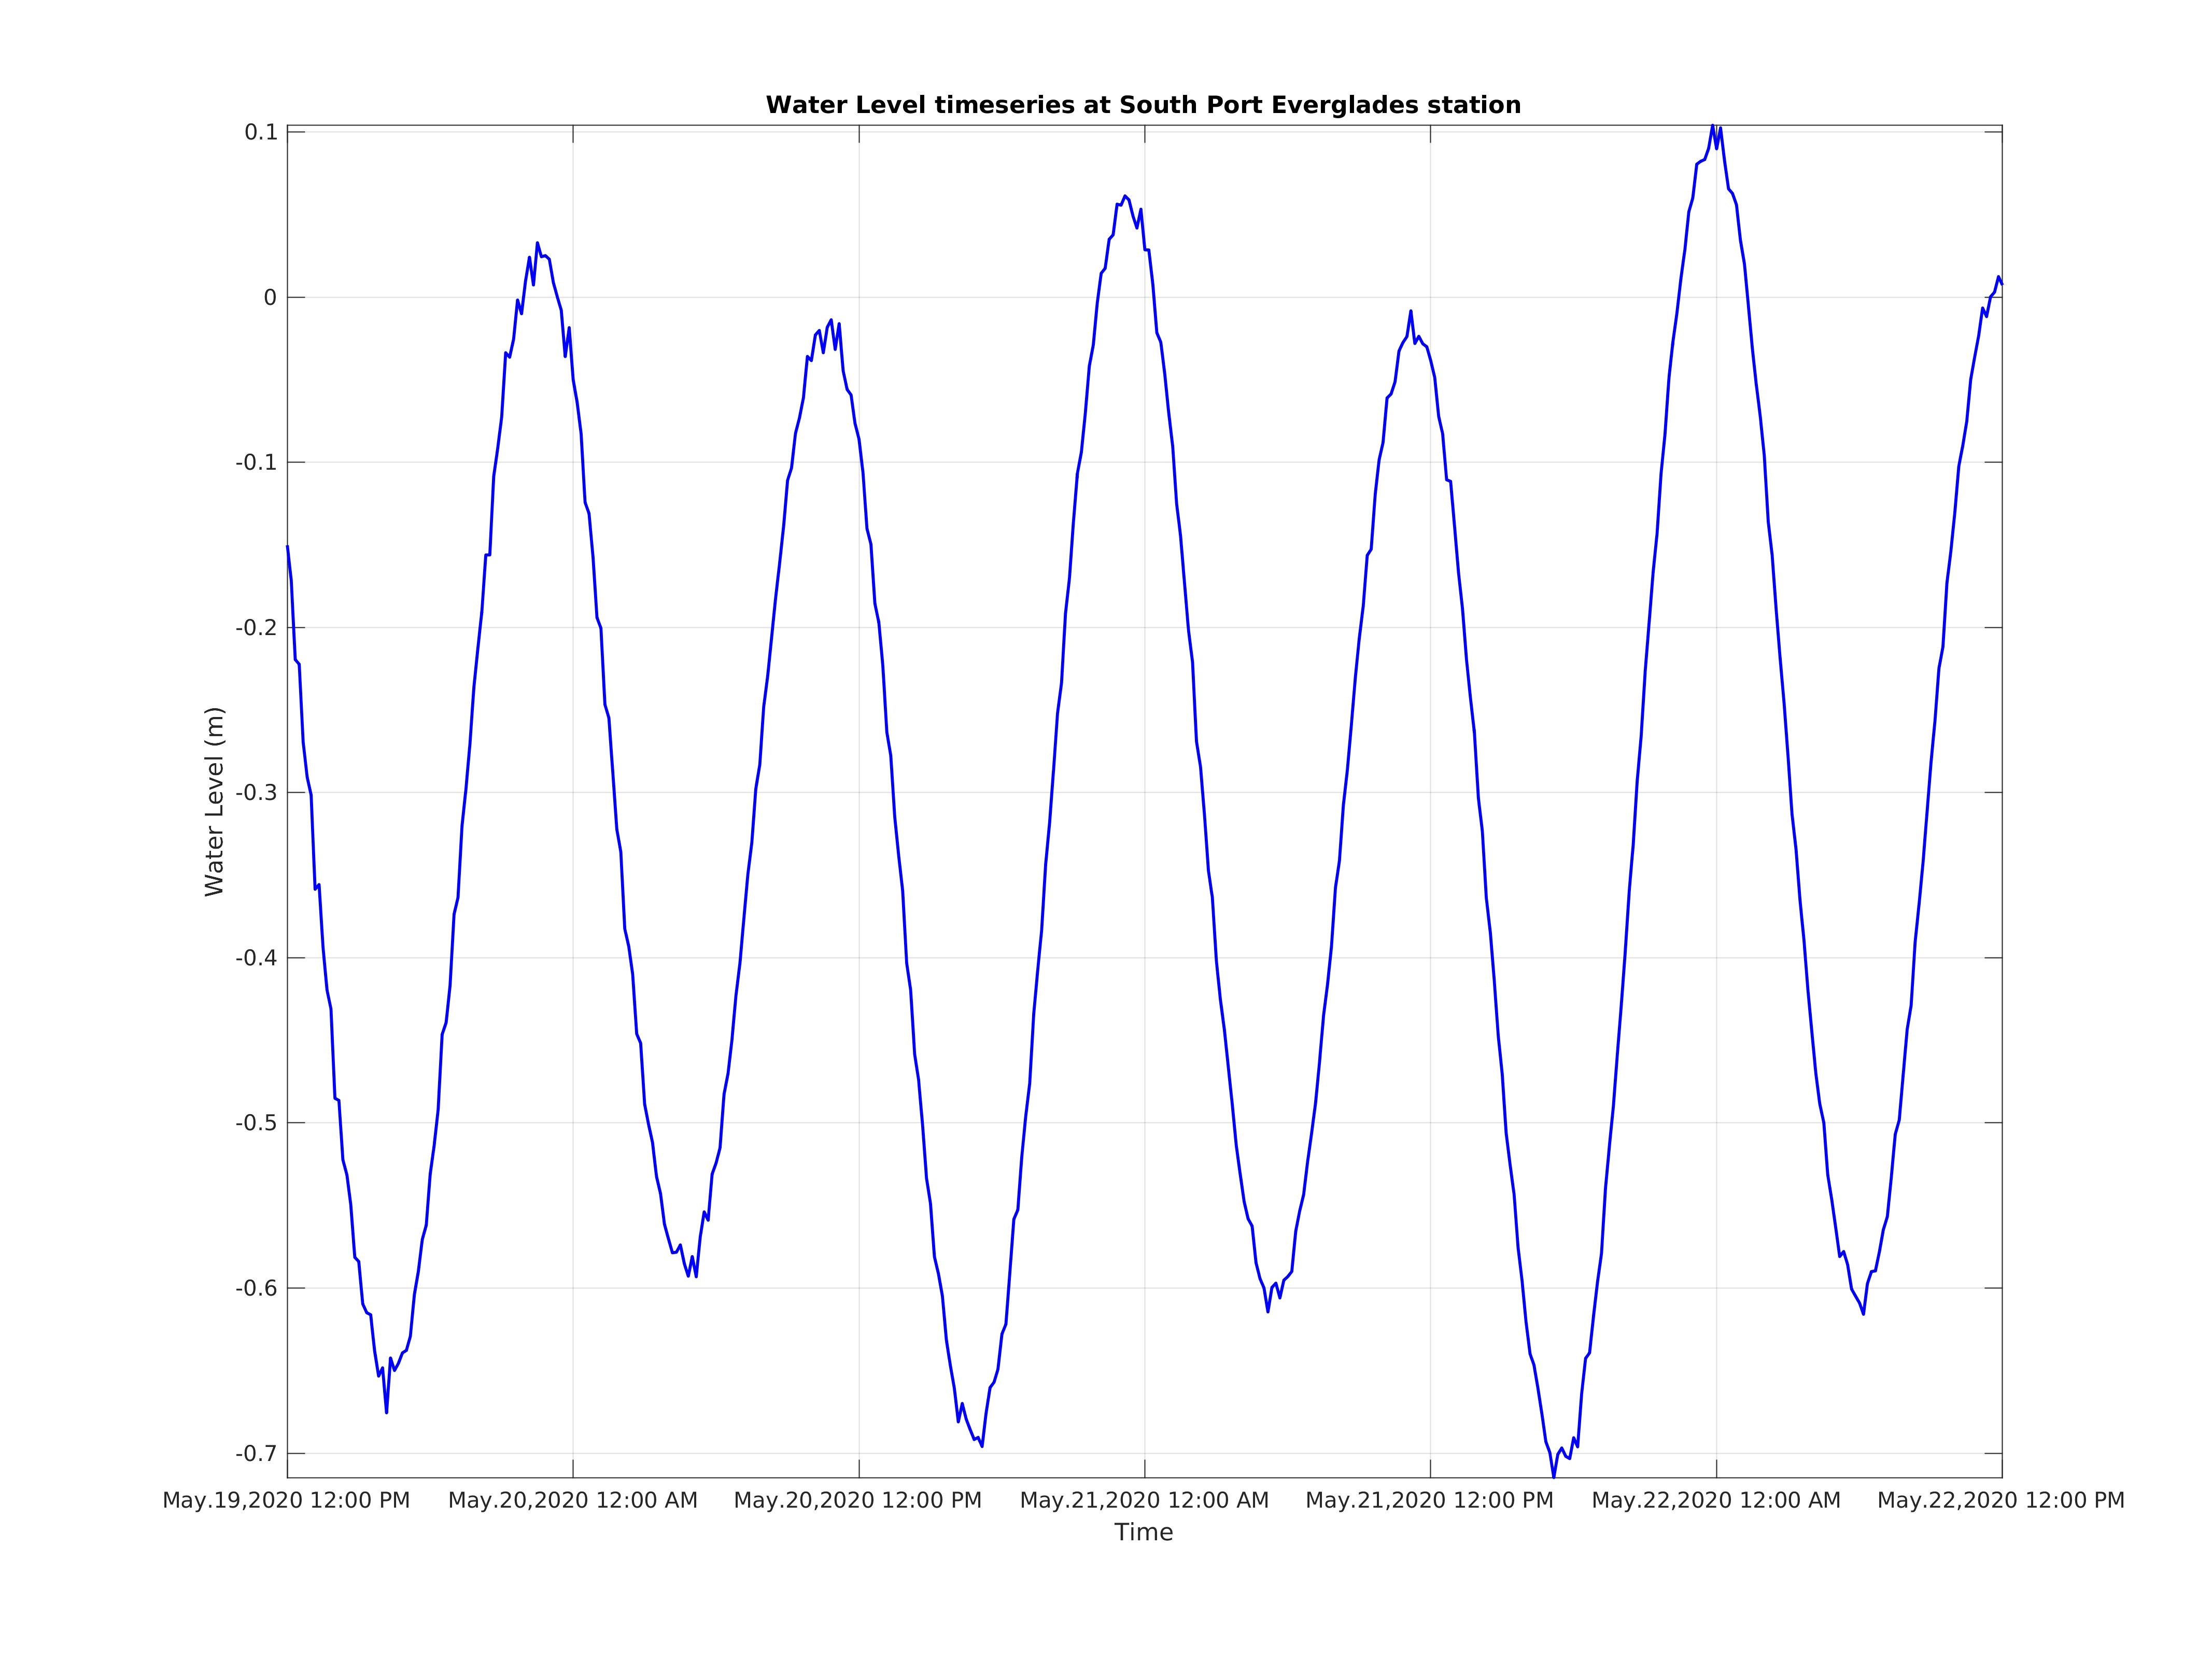 Water Level timeseries at South Port Everglades station
0.1
0
-0.1
-0.2
-0.3
-0.4
-0.5
-0.6
-0.7
Water Level (m)
May.19,2020 12:00 PM May.20,2020 12:00 AM May.20,2020 12:00 PM May.21,2020 12:00 AM May.21,2020 12:00 PM May.22,2020 12:00 AM May.22,2020 12:00 PM
Time